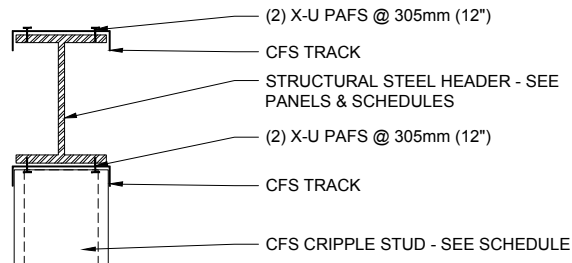 (2) X-U PAFS @ 305mm (12")
CFS TRACK
STRUCTURAL STEEL HEADER - SEE
PANELS & SCHEDULES
(2) X-U PAFS @ 305mm (12")
CFS TRACK
CFS CRIPPLE STUD - SEE SCHEDULE